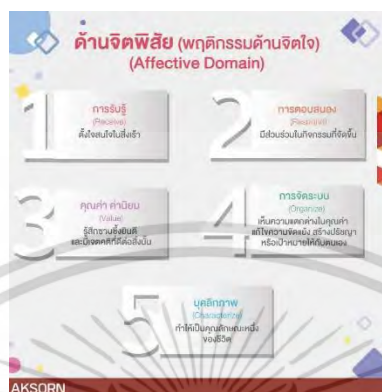 ด้านจิตพิสัย (พฤติกรรมด้านจิตใจ)
(Affective Domain)
1
การรับรู้
(Receive)
ตั้งใจสนใจในสิ่งเร้า
2
การตอบสนอง
(Respond)
มีส่วนร่วมในกิจกรรมที่จัดขึ้น
3
คุณค่า ค่านิยม
(Value)
รู้สึกซาบซึ้งยินดี
และมีเจตคติที่ดีต่อสิ่งนั้น
4
การจัดระบบ
(Organize)
เห็นความแตกต่างในคุณค่า
แก้ไขความขัดแย้ง สร้างปรัชญา
หรือเป้าหมายให้กับตนเอง
5
บุคลิกภาพ
(Characterize)
ทำให้เป็นคุณลักษณะหนึ่ง
ของชีวิต
AKSORN